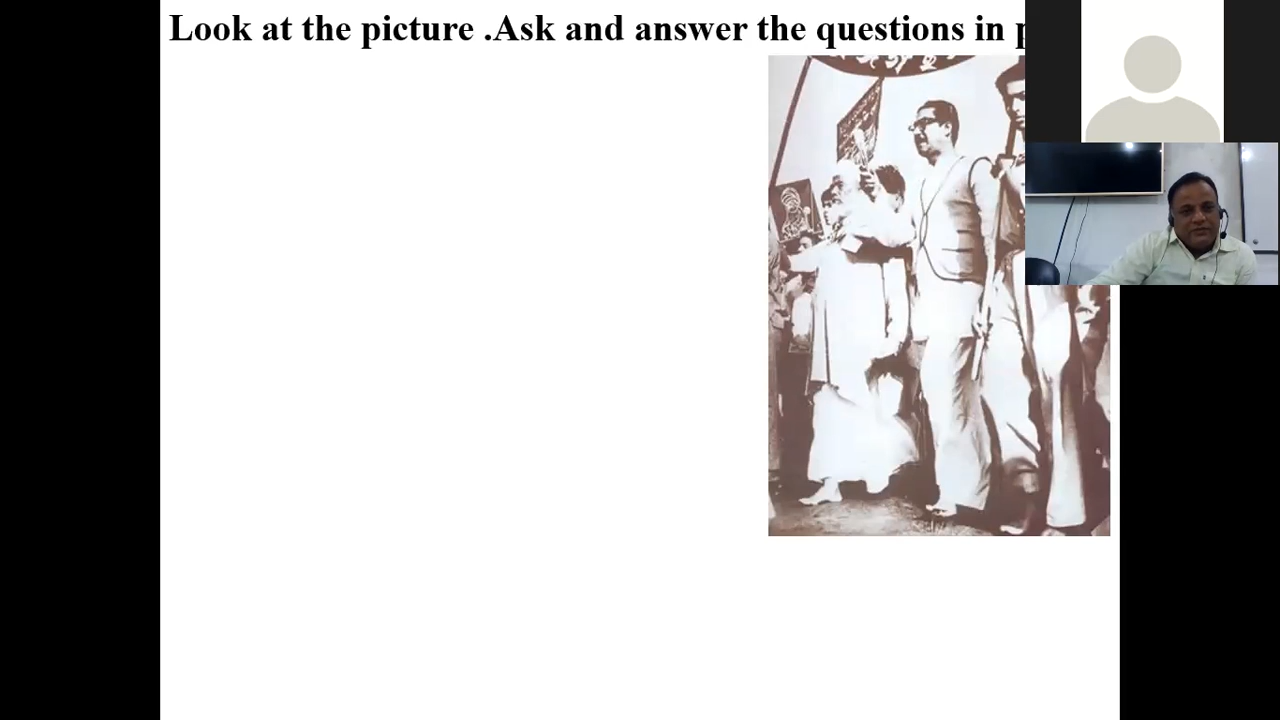 Look at the picture .Ask and answer the questions in p